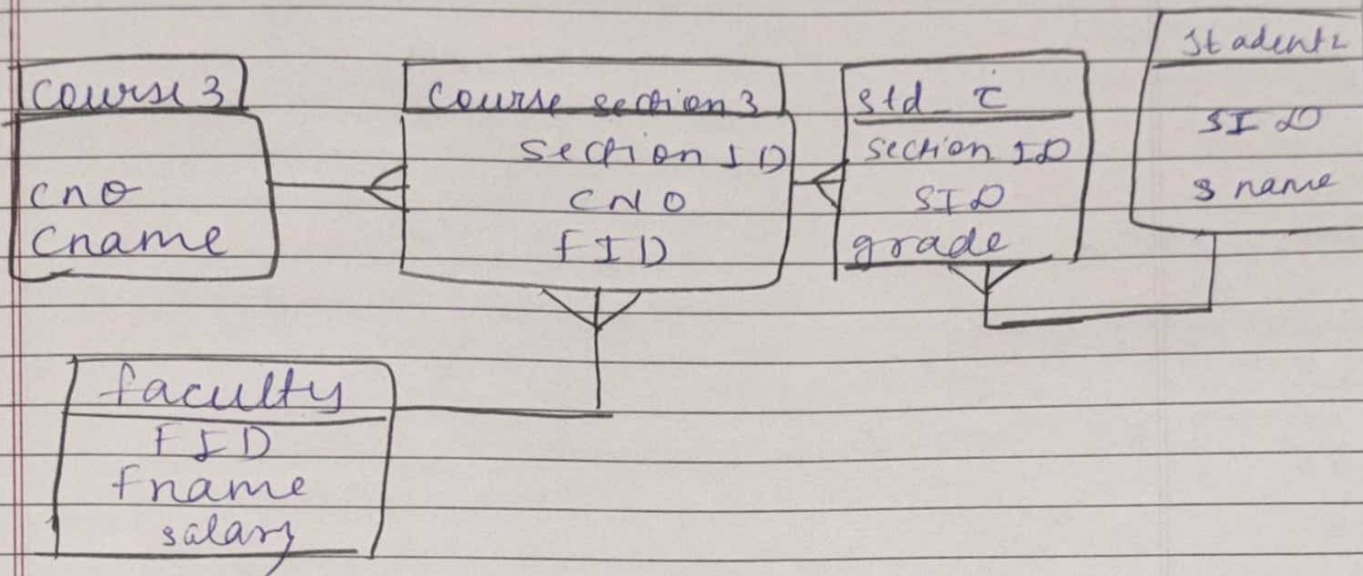 course 3
cno
Cname
Course section 3
Section ID
CNO
FID
std_c
section ID
SID
grade
Student2
SID
s name
faculty
FID
Fname
salary